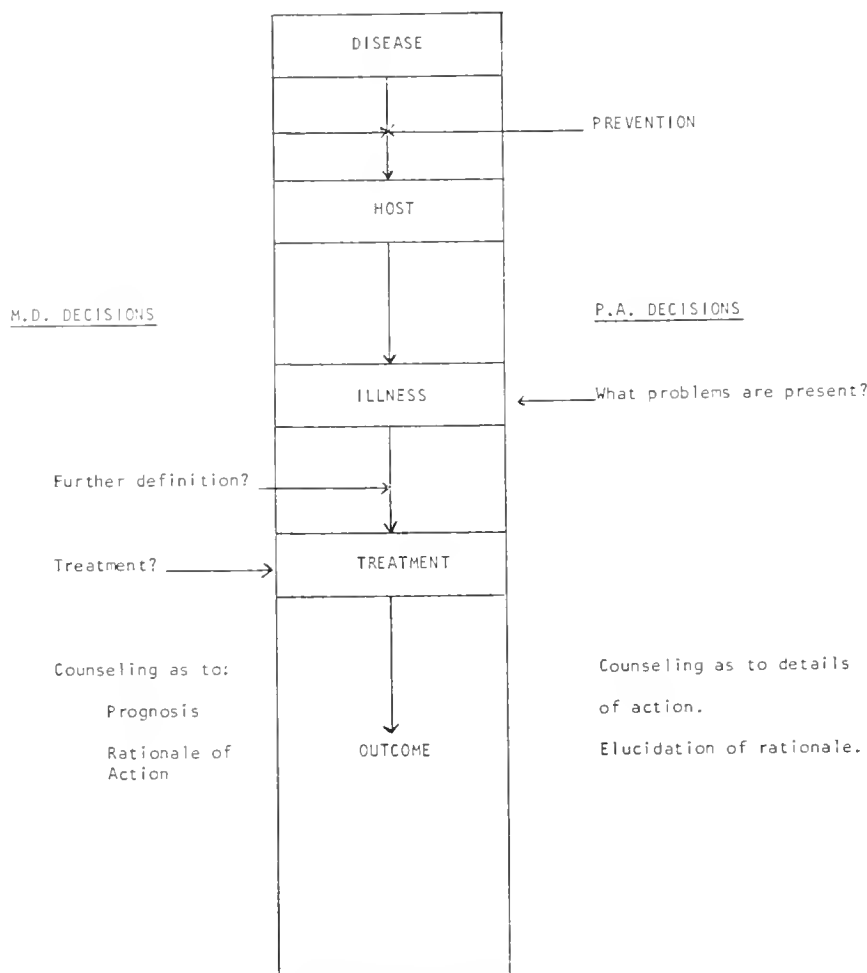 DISEASE
PREVENTION
HOST
M.D. DECISIONS
P.A. DECISIONS
ILLNESS
What problems are present?
Further definition?
Treatment?
TREATMENT
Counseling as to:
Prognosis
Rationale of
Action
OUTCOME
Counseling as to details
of action.
Elucidation of rationale.